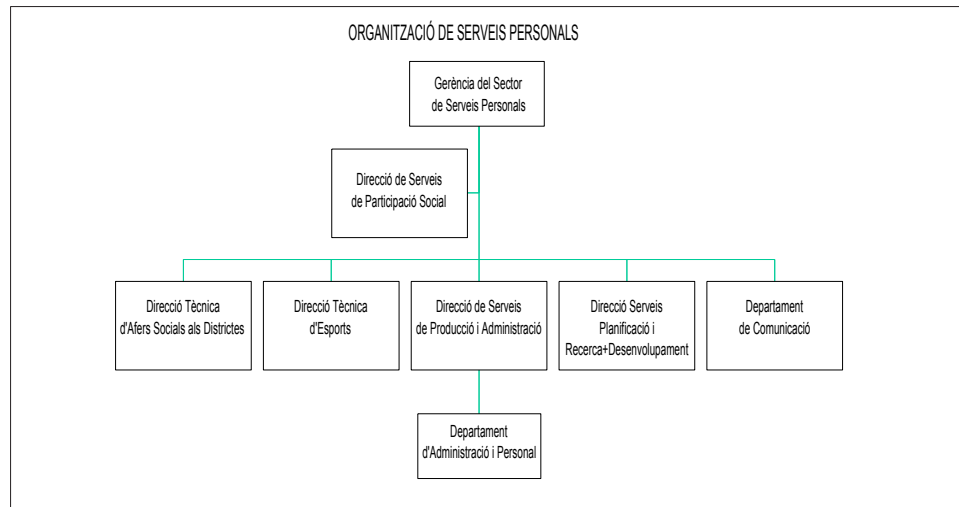 ORGANITZACIÓ DE SERVEIS PERSONALS
Gerència del Sector
de Serveis Personals
Direcció de Serveis
de Participació Social
Direcció Tècnica
d'Afers Socials als Districtes
Direcció Tècnica
d'Esports
Direcció de Serveis
de Producció i Administració
Direcció Serveis
Planificació i
Recerca+Desenvolupament
Departament
de Comunicació
Departament
d'Administració i Personal